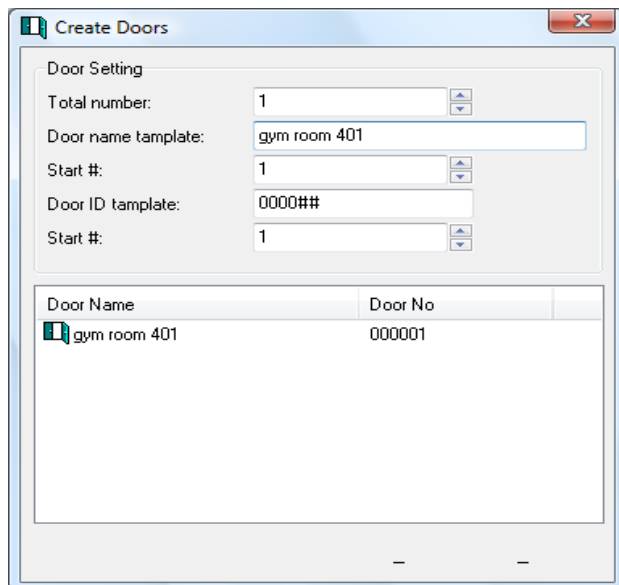 Create Doors
Door Setting
Total number: 1
Door name tamplate: gym room 401
Start #: 1
Door ID tamplate: 0000##
Start #: 1
Door Name Door No
gym room 401 000001